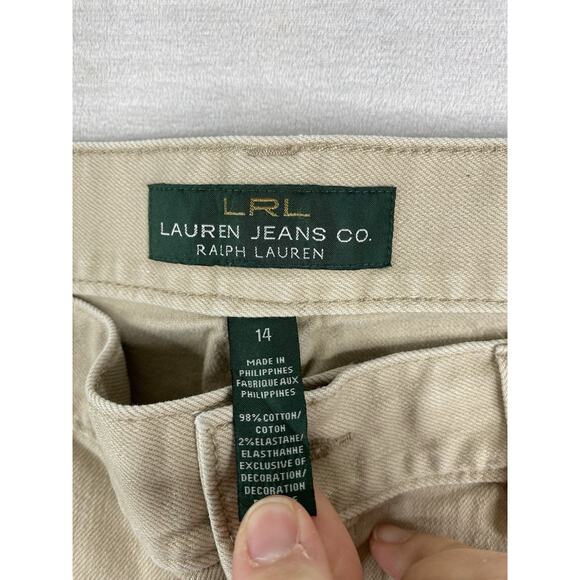 LRL
LAUREN JEANS CO.
RALPH LAUREN
14
MADE IN
PHILIPPINES
FABRIQUE AUX
PHILIPPINES
98% COTTON/
COTON
2% ELASTANE/
ELASTHANNE
EXCLUSIVE OF
DECORATION/
DECORATION